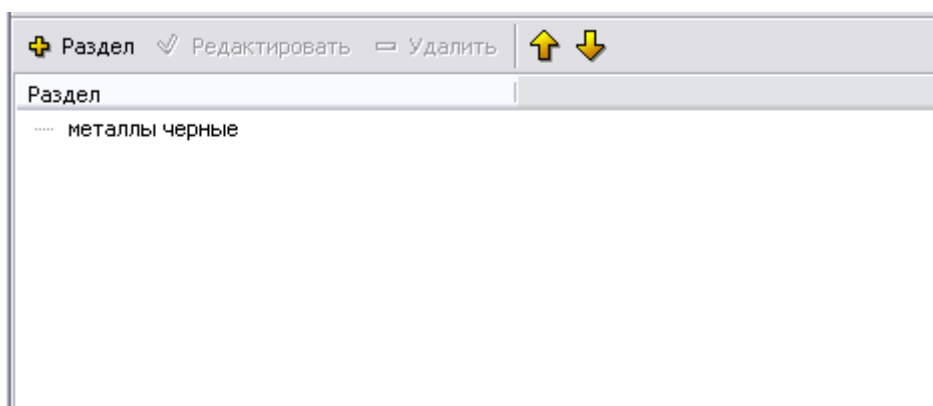 Раздел Редактировать Удалить
Раздел
металлы черные